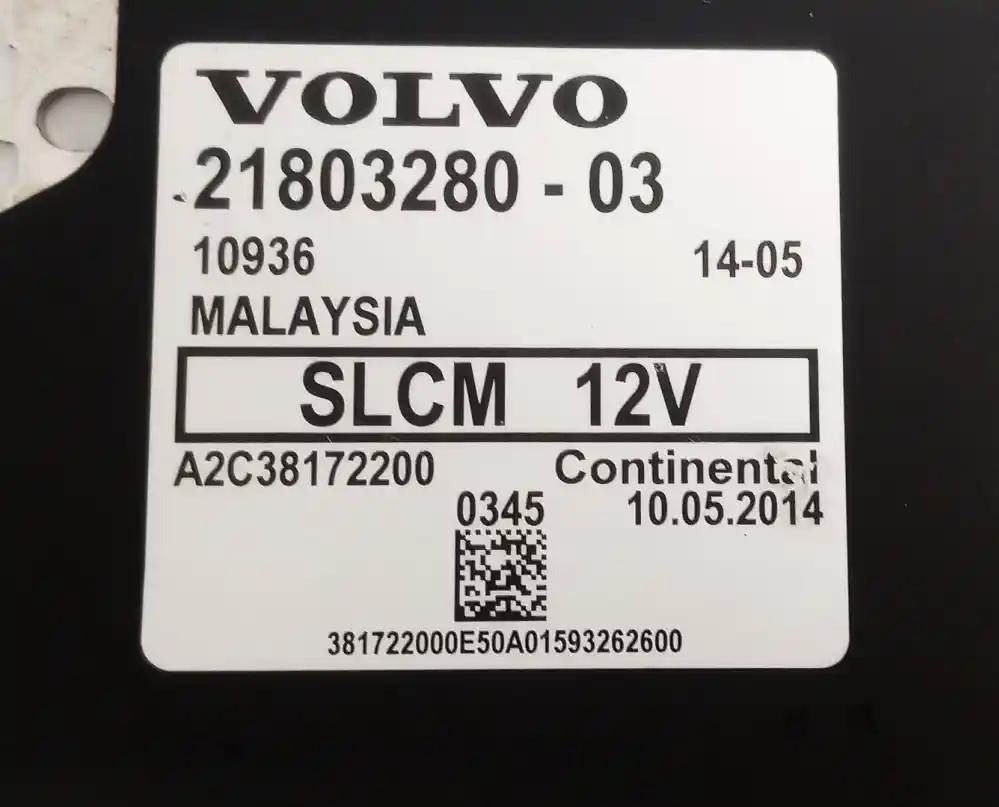 VOLVO
21803280 - 03
10936 14-05
MALAYSIA
SLCM 12V
A2C38172200 Continental
0345 10.05.2014
381722000E50A01593262600